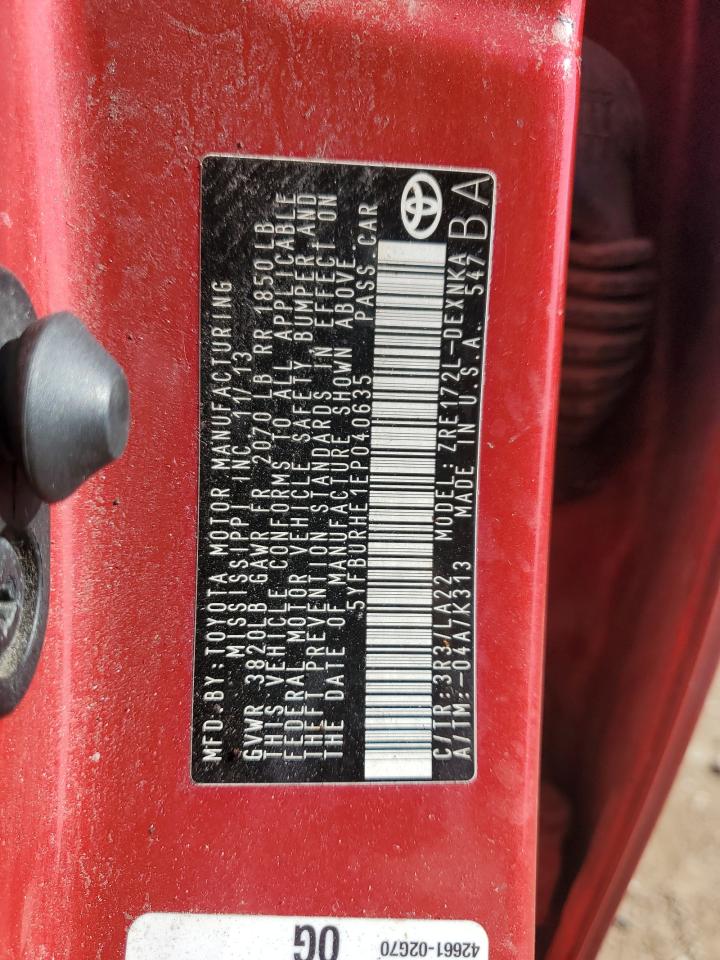 MFD BY: TOYOTA MOTOR MANUFACTURING
MISSISSIPPI INC 11/13
GVWR 3820LB GAWR FR 2070 LB RR 1850 LB
THIS VEHICLE CONFORMS TO ALL APPLICABLE
FEDERAL MOTOR VEHICLE SAFETY, BUMPER AND
THEFT PREVENTION STANDARDS IN EFFECT ON
THE DATE OF MANUFACTURE SHOWN ABOVE.
5YFBURHE1EP040635 PASS CAR
C/TR: 3R3/LA22 MODEL: ZRE172L-DEXNKA
A/TM: -04A/K313 MADE IN U.S.A. 547
BA
42661-02G70
0G